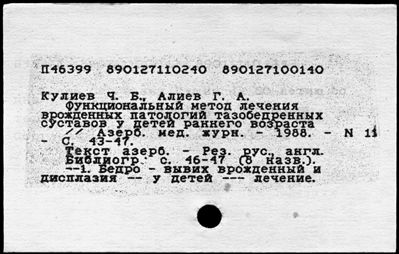 П46399 890127110240 890127100140
Кулиев Ч. Б., Алиев Г. А.
Функциональный метод лечения
врожденных патологий тазобедренных
суставов у детей раннего возраста
// Азерб. мед. журн. - 1988. - N 11
- С. 43-47.
Текст азерб. - Рез. рус., англ.
Библиогр: с. 46-47 (8 назв.).
--1. Бедро - вывих врожденный и
дисплазия -- у детей --- лечение.